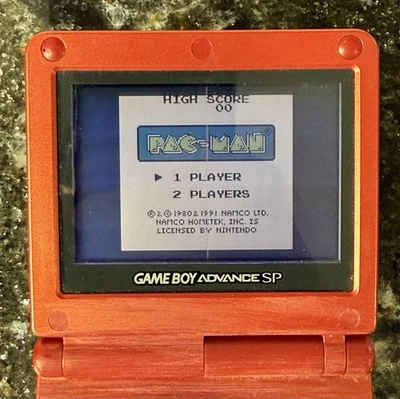 HIGH SCORE
00
PAC-MAN®
▶ 1 PLAYER
2 PLAYERS
© & © 1980 & 1991 NAMCO LTD.
NAMCO HOMETEK, INC. IS
LICENSED BY NINTENDO
GAME BOY ADVANCE SP